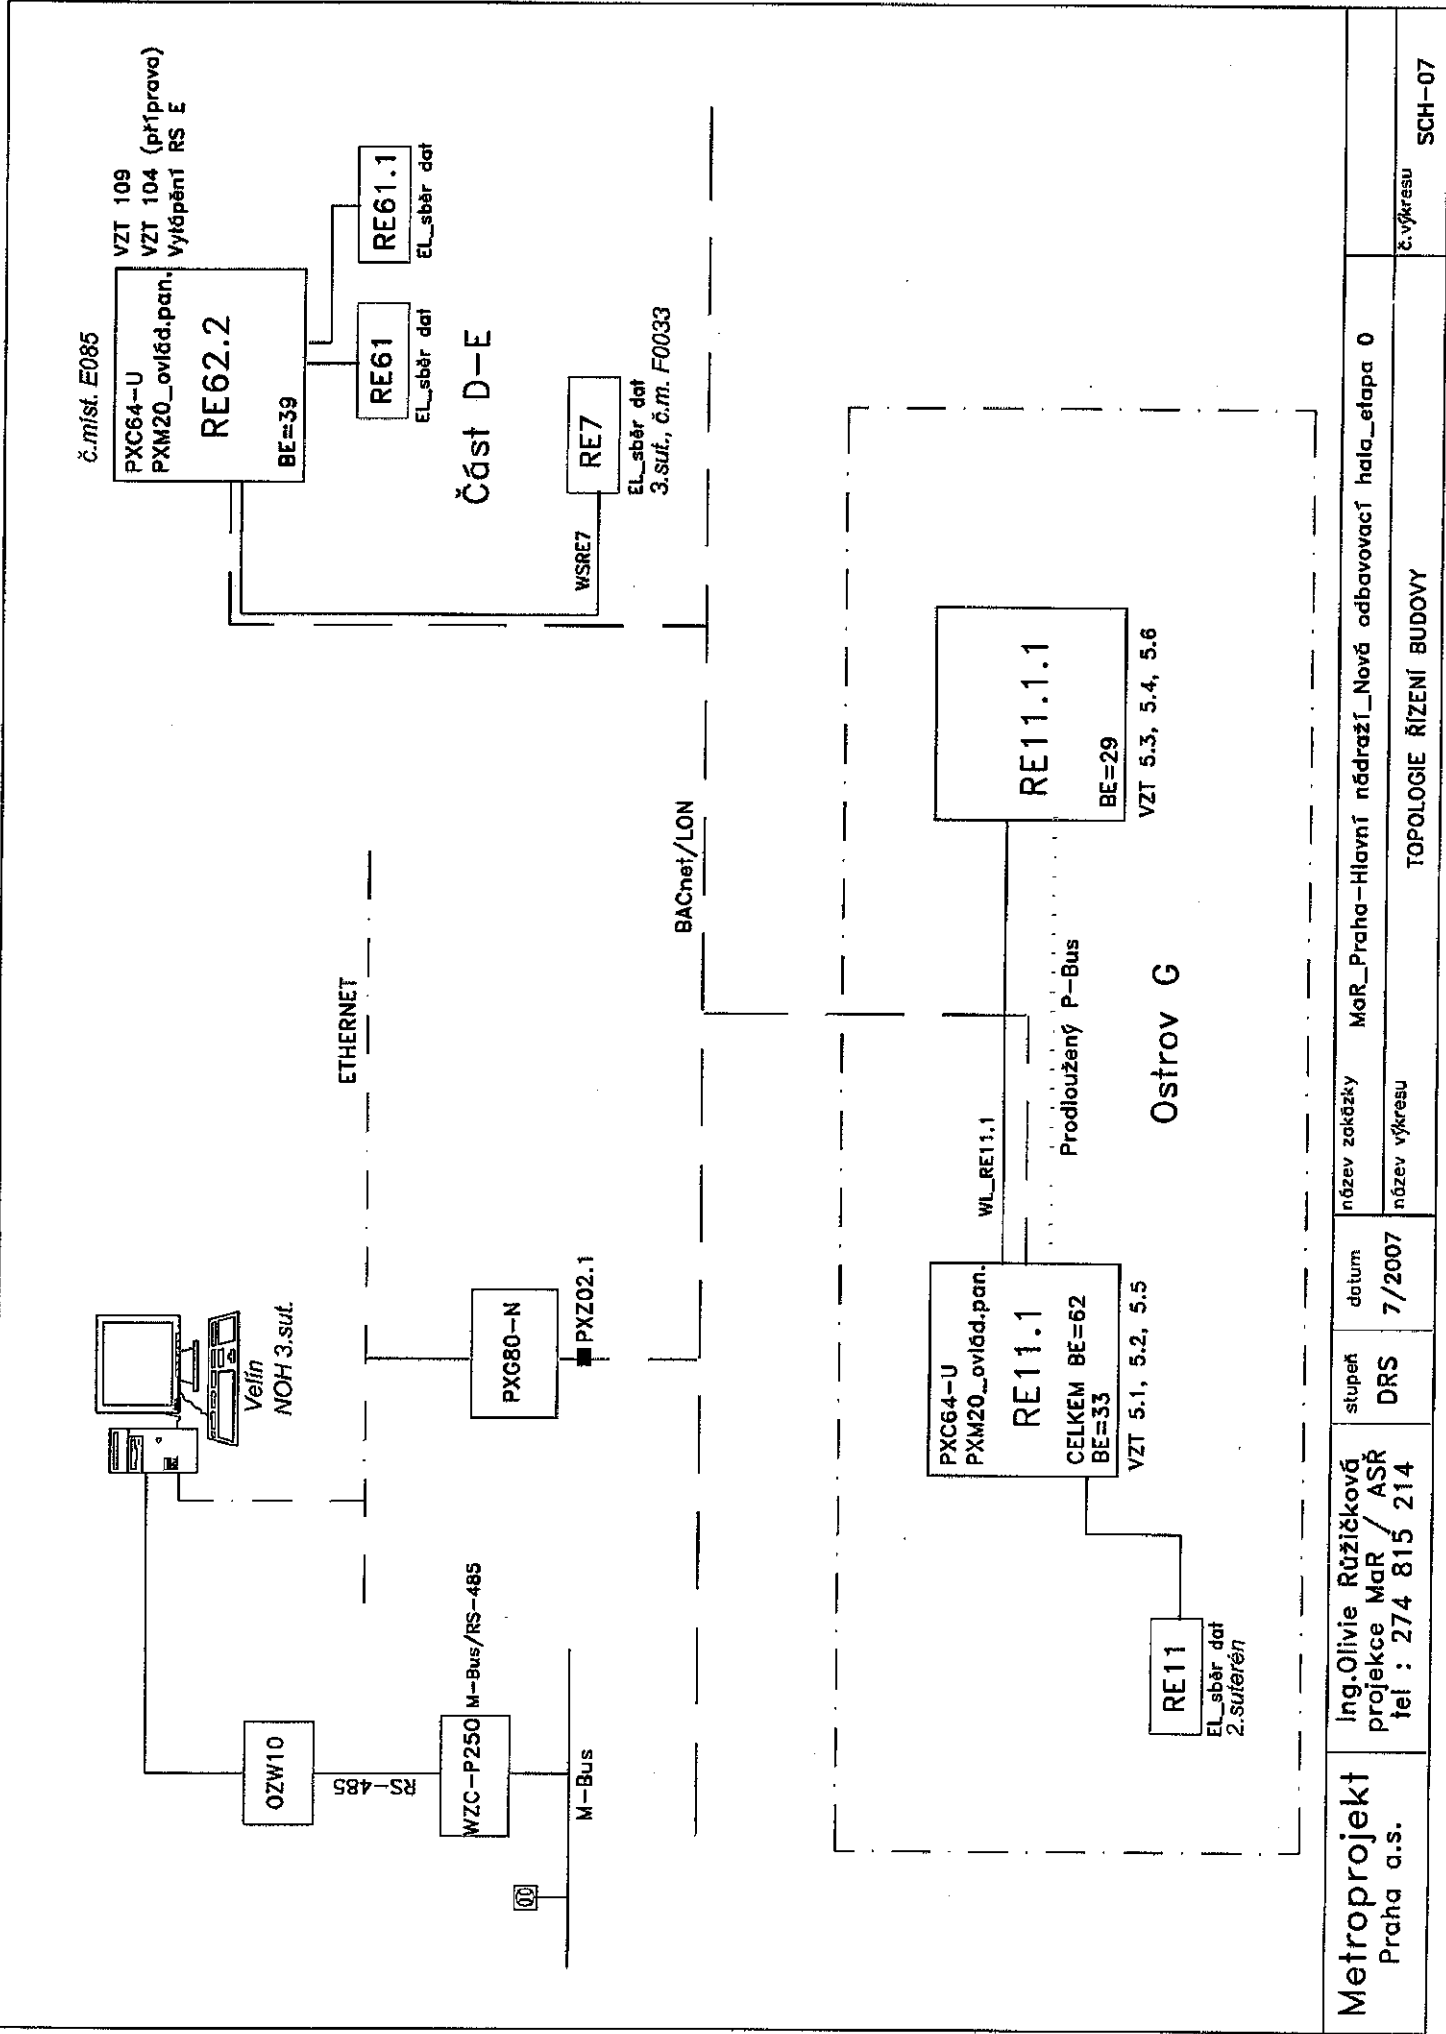 č.míst. E085
PXC64-U
PXM20_ovlád.pan.
RE62.2
BE=39
VZT 109
VZT 104 (příprava)
Vytápění RS E
RE61
EL_sběr dat
RE61.1
EL_sběr dat
Část D-E
RE7
EL_sběr dat
3.sut., č.m. F0033
WSRE7
Velín
NOH 3.sut.
ETHERNET
OZW10
RS-485
WZC-P250
M-Bus/RS-485
M-Bus
PXG80-N
PXZ02.1
BACnet/LON
PXC64-U
PXM20_ovlád.pan.
RE11.1
CELKEM BE=62
BE=33
VZT 5.1, 5.2, 5.5
WL_RE11.1
Prodloužený P-Bus
RE11.1.1
BE=29
VZT 5.3, 5.4, 5.6
Ostrov G
RE11
EL_sběr dat
2.suterén
Metroprojekt
Praha a.s.
Ing.Olivie Růžičková
projekce MaR / ASŘ
tel : 274 815 214
stupeň
DRS
datum
7/2007
název zakázky
MaR_Praha-Hlavní nádraží_Nová odbavovací hala_etapa 0
název výkresu
TOPOLOGIE ŘÍZENÍ BUDOVY
č.výkresu
SCH-07